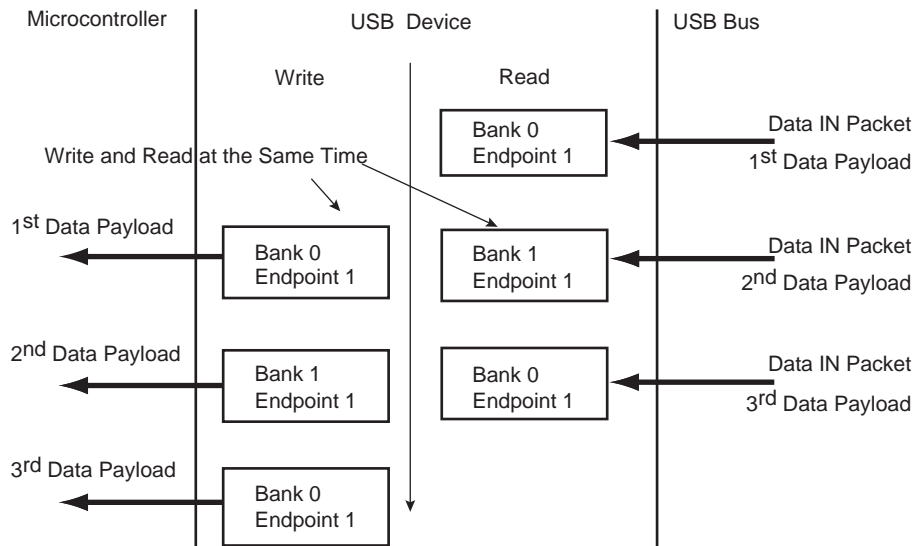 Microcontroller
USB Device
USB Bus
Write
Read
Bank 0
Endpoint 1
Data IN Packet
1st Data Payload
Write and Read at the Same Time
1st Data Payload
Bank 0
Endpoint 1
Bank 1
Endpoint 1
Data IN Packet
2nd Data Payload
2nd Data Payload
Bank 1
Endpoint 1
Bank 0
Endpoint 1
Data IN Packet
3rd Data Payload
3rd Data Payload
Bank 0
Endpoint 1